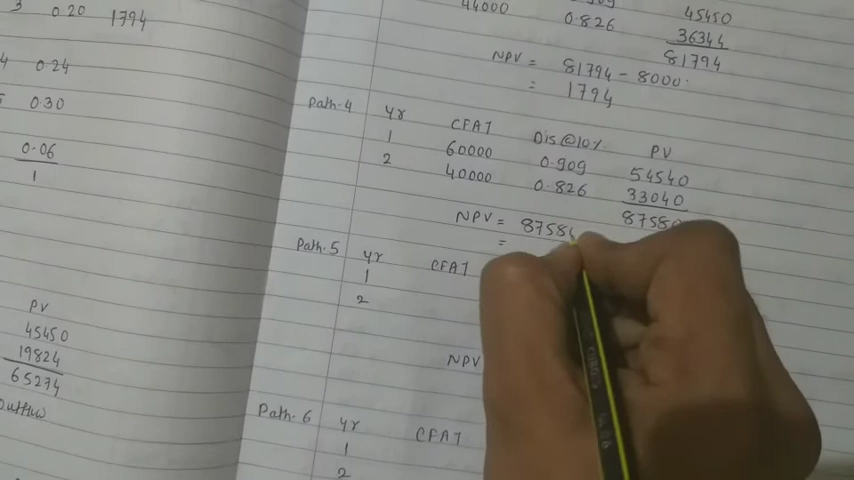 3 0.20 1794
4 0.24
0.30
0.06
1
PV
45450
19824
65274
outflow
44000 0.826 45450
36344
81794
NPV = 81794 - 8000
= 1794
Path-4 yr CFAT Dis@10% PV
1 60000 0.909 54540
2 40000 0.826 33040
87580
NPV = 8758
=
Path-5 yr CFAT
1
2
NPV
Path-6 yr CFAT
1
2